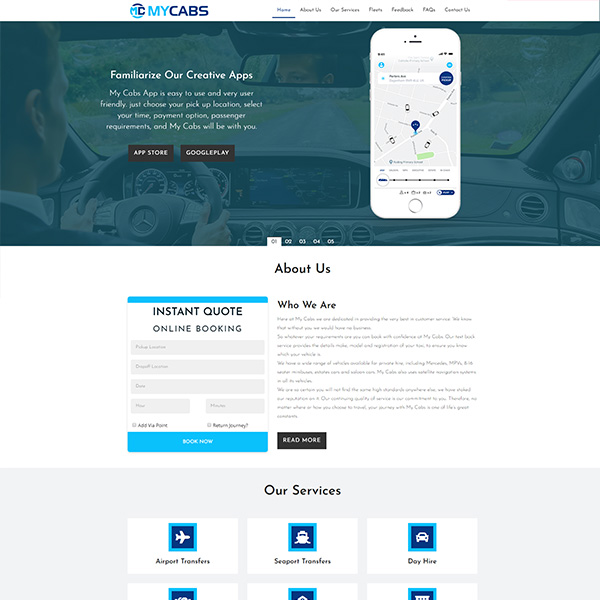 MC MYCABS
Home About Us Our Services Fleets Feedback FAQs Contact Us
Familiarize Our Creative Apps
My Cabs App is easy to use and very user
friendly. just choose your pick up location, select
your time, payment option, passenger
requirements, and My Cabs will be with you.
APP STORE GOOGLEPLAY
01 02 03 04 05
About Us
INSTANT QUOTE
ONLINE BOOKING
Pickup Location
Dropoff Location
Date
Hour Minutes
Add Via Point Return Journey?
BOOK NOW
Who We Are
Here at My Cabs we are dedicated in providing the very best in customer service. We know
that without you we would have no business.
So whatever your requirements are you can book with confidence at My Cabs. Our text back
service provides the details make, model and registration of your taxi, to ensure you know
which your vehicle is.
We have a wide range of vehicles available for private hire, including Mercedes, MPVs, 8-16
seater minibuses, estates cars and saloon cars. My Cabs also user satellite navigation systems
in all its vehicles.
We are so certain you will not find the same high standards anywhere else, we have staked
our reputation on it. Our continuing quality of service is our commitment to you. Therefore, no
matter where or how you choose to travel, your journey with My Cabs is one of life's great
constants.
READ MORE
Our Services
Airport Transfers Seaport Transfers Day Hire